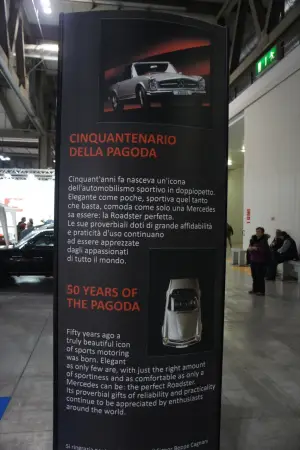 CINQUANTENARIO
DELLA PAGODA
Cinquant'anni fa nasceva un'icona
dell'automobilismo sportivo in doppiopetto.
Elegante come poche, sportiva quel tanto
che basta, comoda come solo una Mercedes
sa essere: la Roadster perfetta.
Le sue proverbiali doti di grande affidabilità
e praticità d'uso continuano
ad essere apprezzate
dagli appassionati
di tutto il mondo.
50 YEARS OF
THE PAGODA
Fifty years ago a
truly beautiful icon
of sports motoring
was born. Elegant
as only few are, with just the right amount
of sportiness and as comfortable as only a
Mercedes can be: the perfect Roadster.
Its proverbial gifts of reliability and practicality
continue to be appreciated by enthusiasts
around the world.
Si ringrazia
Cagnani